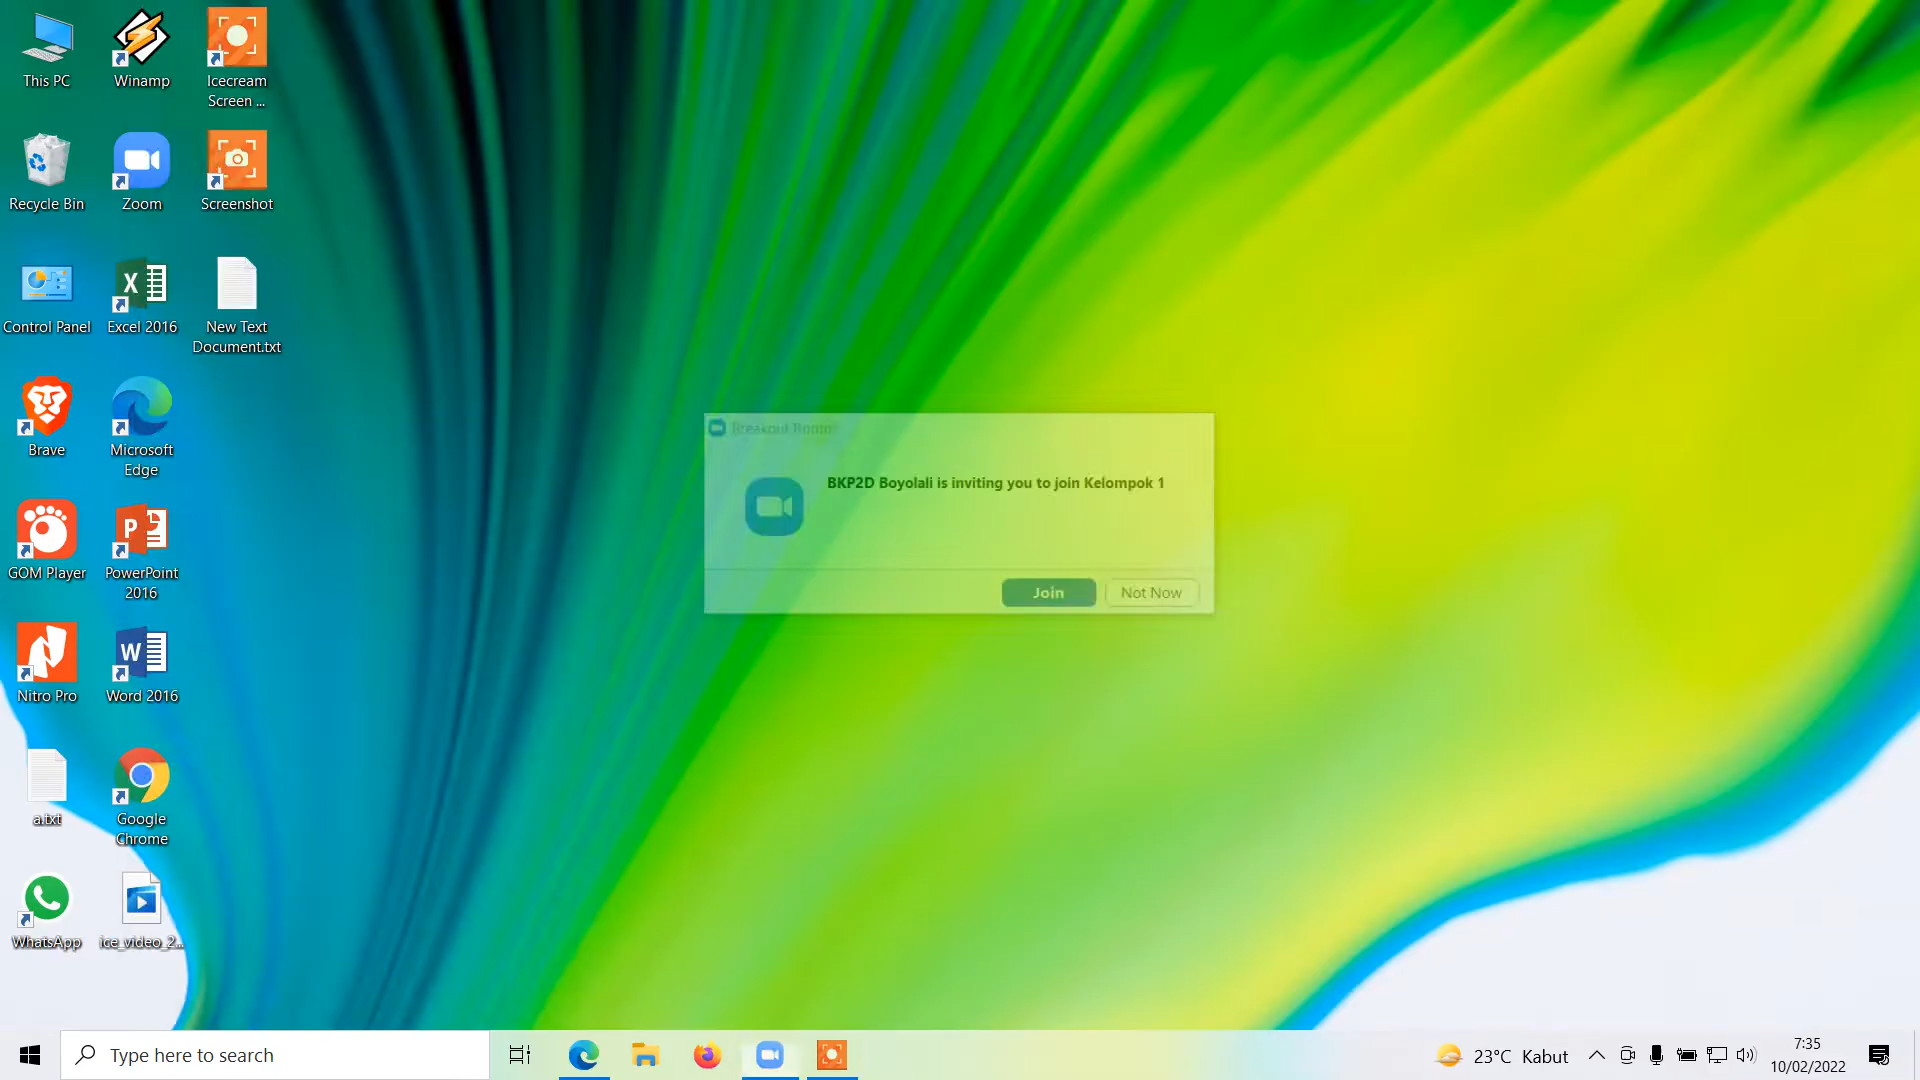 This PC
Winamp
Icecream
Screen ...
Recycle Bin
Zoom
Screenshot
Control Panel
Excel 2016
New Text
Document.txt
Brave
Microsoft
Edge
GOM Player
PowerPoint
2016
Nitro Pro
Word 2016
a.txt
Google
Chrome
WhatsApp
ice_video_2...
Breakout Rooms
BKP2D Boyolali is inviting you to join Kelompok 1
Join
Not Now
Type here to search
23°C Kabut
7:35
10/02/2022